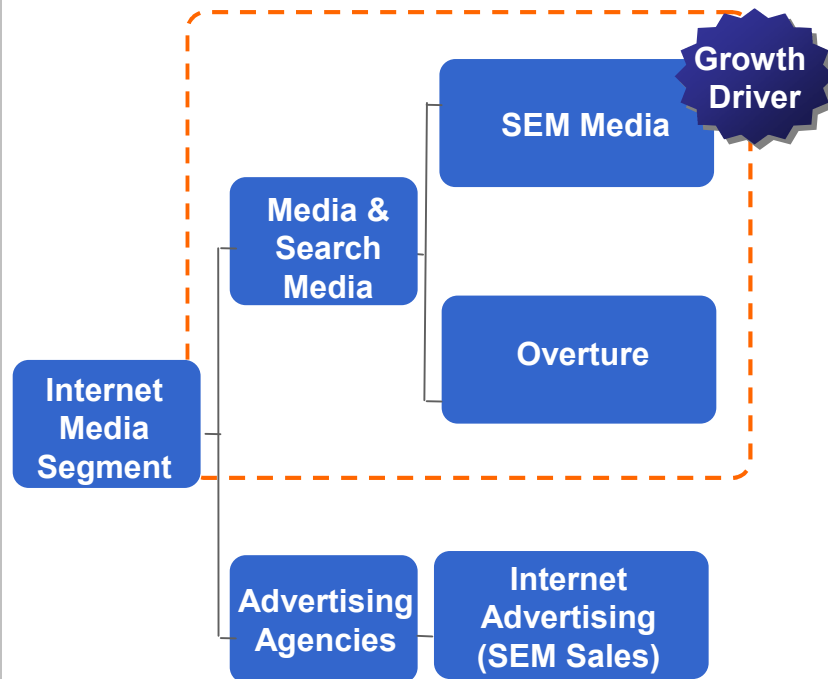 Growth
Driver
SEM Media
Media &
Search
Media
Overture
Internet
Media
Segment
Advertising
Agencies
Internet
Advertising
(SEM Sales)